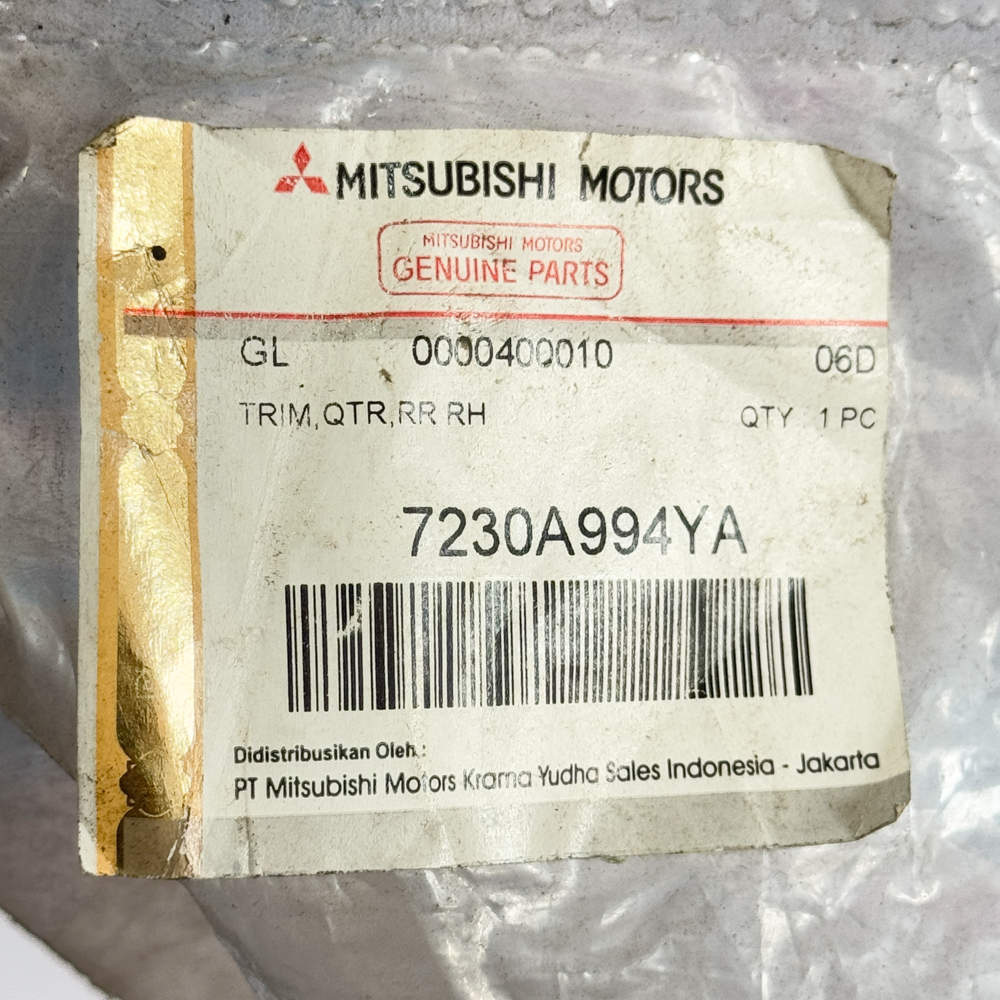 MITSUBISHI MOTORS
MITSUBISHI MOTORS
GENUINE PARTS
GL 0000400010 06D
TRIM,QTR,RR RH QTY 1 PC
7230A994YA
Didistribusikan Oleh :
PT Mitsubishi Motors Krama Yudha Sales Indonesia - Jakarta